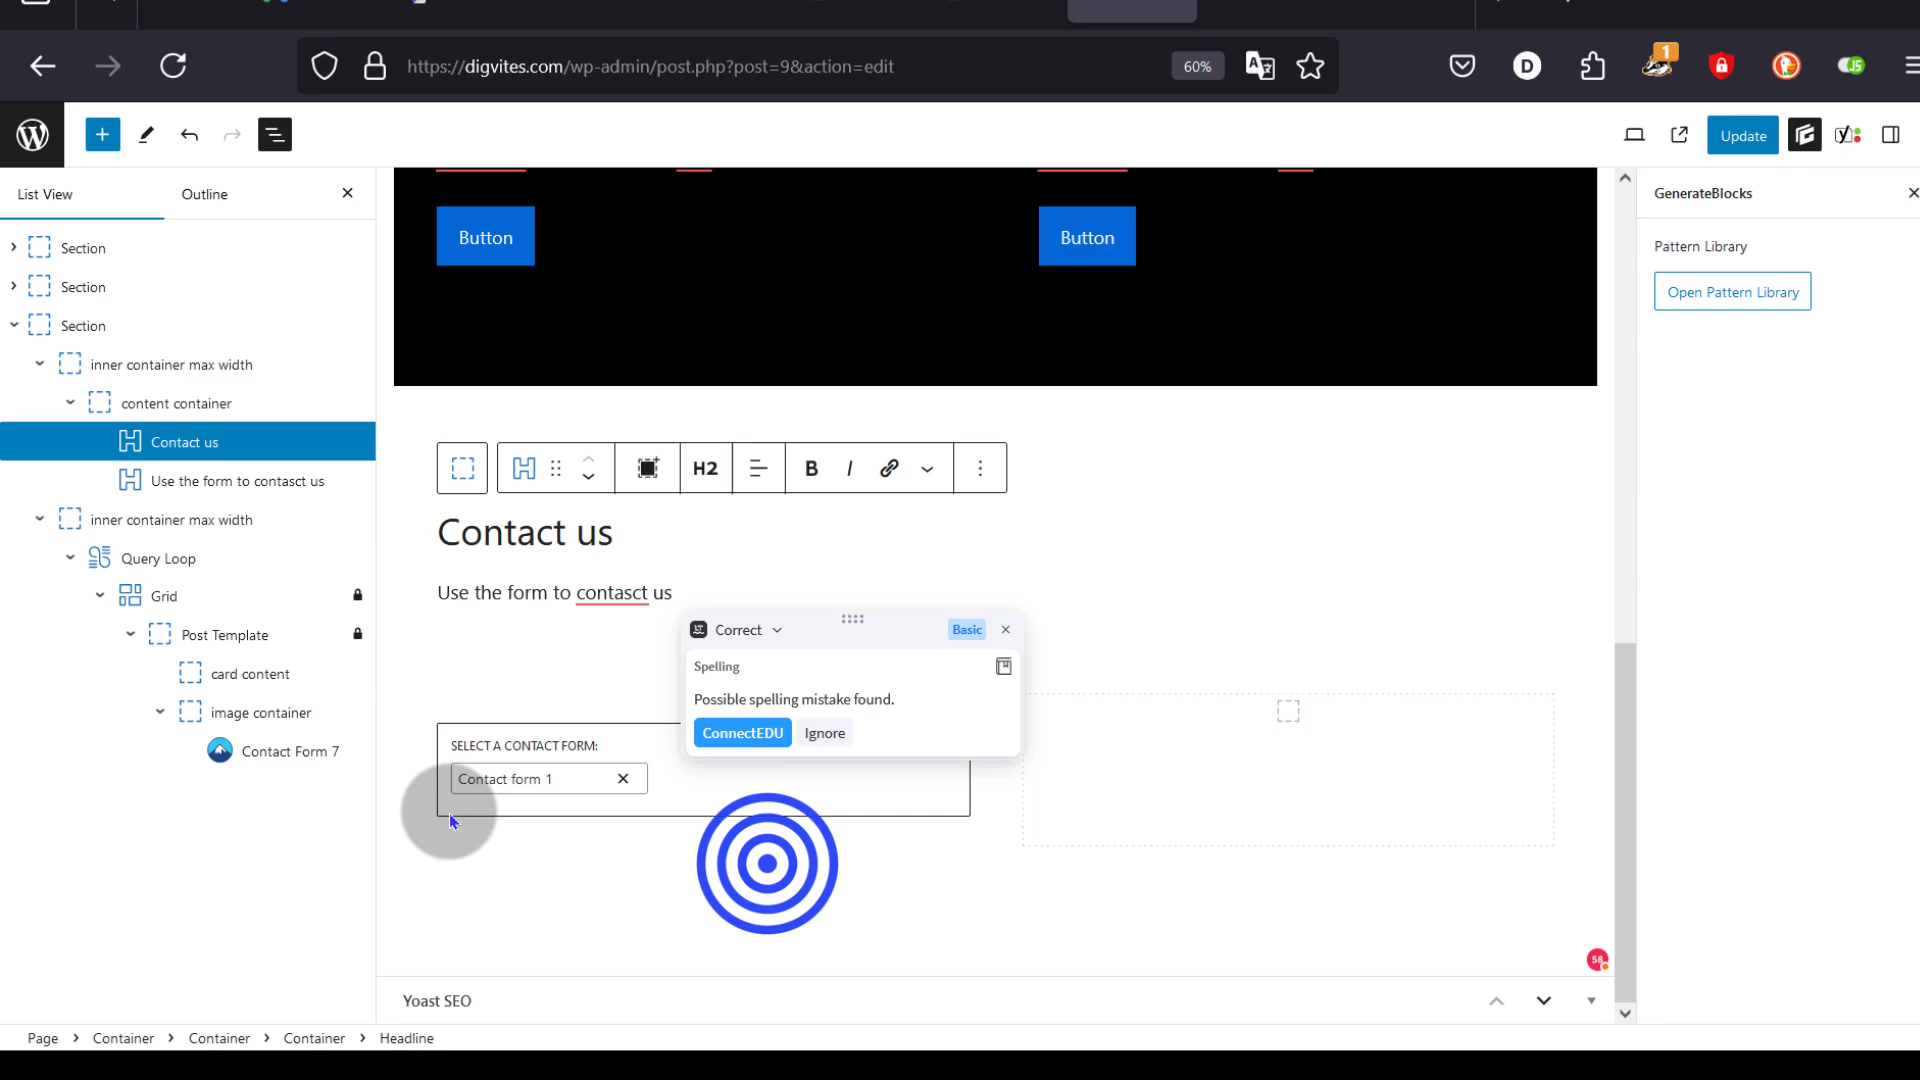 https://digvites.com/wp-admin/post.php?post=9&action=edit
60%
D
1
JS
Update
List View
Outline
GenerateBlocks
Section
Section
Section
inner container max width
content container
Contact us
Use the form to contasct us
inner container max width
Query Loop
Grid
Post Template
card content
image container
Contact Form 7
Button
Button
Pattern Library
Open Pattern Library
H2
B
I
Contact us
Use the form to contasct us
Correct
Basic
Spelling
Possible spelling mistake found.
ConnectEDU
Ignore
SELECT A CONTACT FORM:
Contact form 1
58
Yoast SEO
Page > Container > Container > Container > Headline